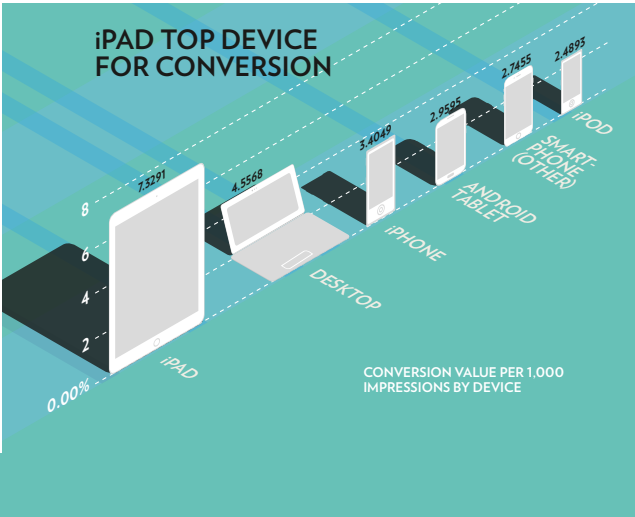 iPAD TOP DEVICE
FOR CONVERSION
8
6
4
2
0.00%
7.3291
4.5568
3.4049
2.9595
2.7455
2.4893
iPAD
DESKTOP
iPHONE
ANDROID
TABLET
SMART-
PHONE
(OTHER)
iPOD
CONVERSION VALUE PER 1,000
IMPRESSIONS BY DEVICE